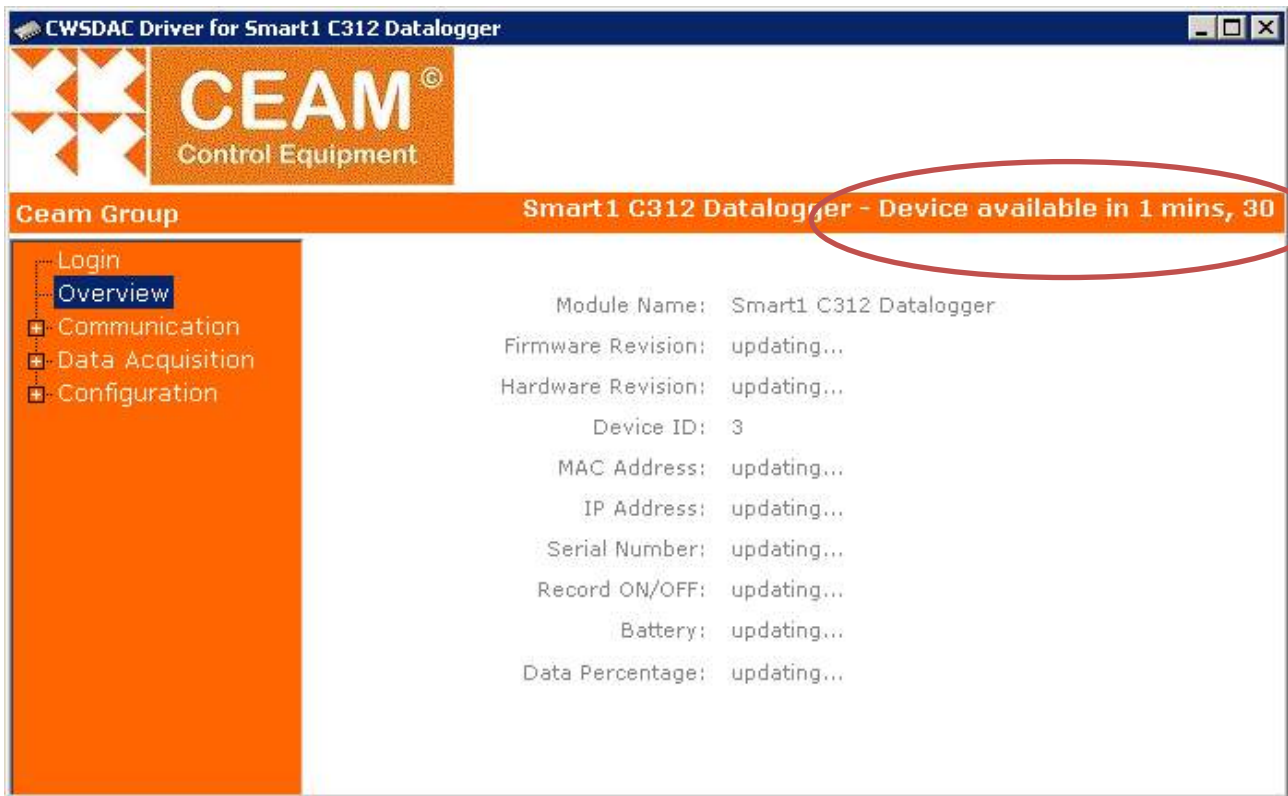 CWSDAC Driver for Smart1 C312 Datalogger
CEAM©
Control Equipment
Ceam Group
Smart1 C312 Datalogger - Device available in 1 mins, 30
Login
Overview
Communication
Data Acquisition
Configuration
Module Name: Smart1 C312 Datalogger
Firmware Revision: updating...
Hardware Revision: updating...
Device ID: 3
MAC Address: updating...
IP Address: updating...
Serial Number: updating...
Record ON/OFF: updating...
Battery: updating...
Data Percentage: updating...